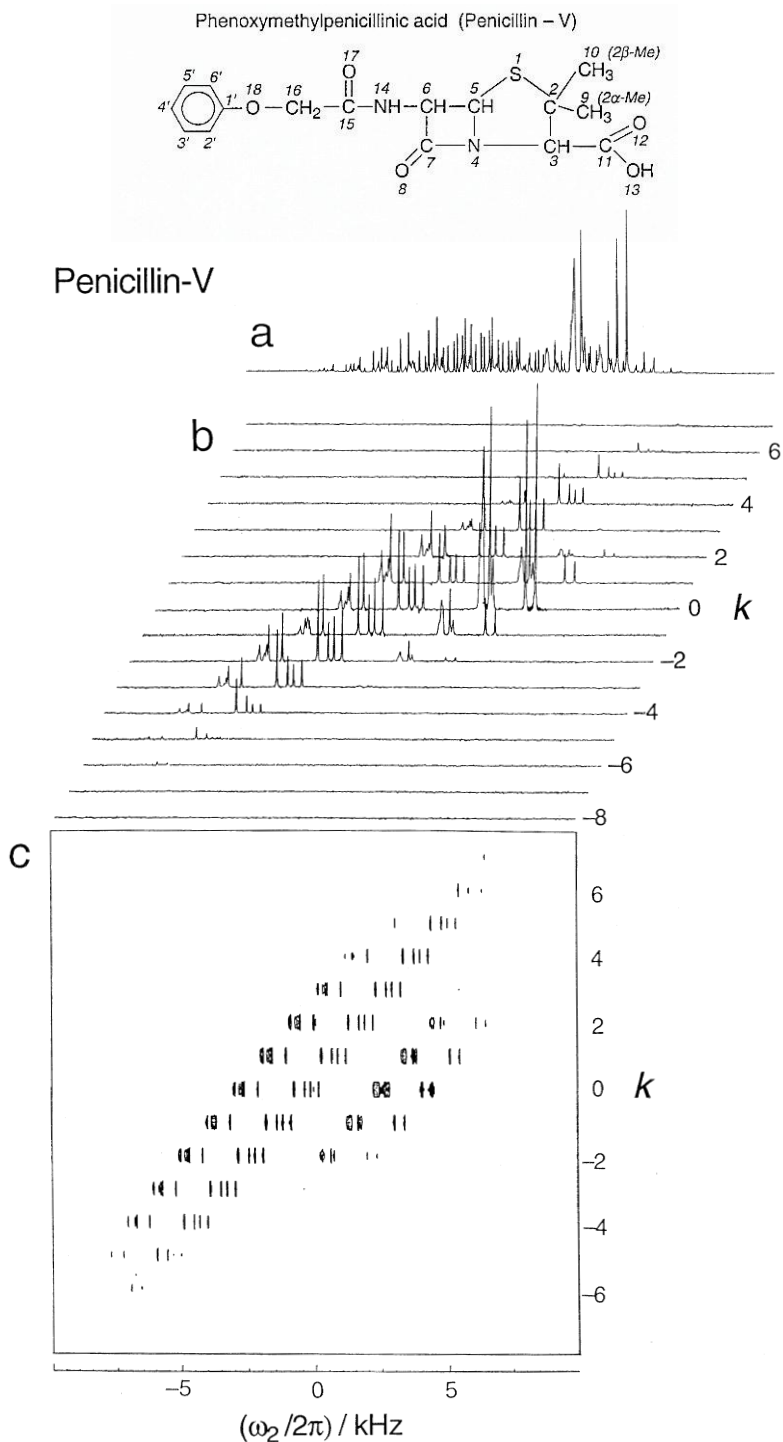 Phenoxymethylpenicillinic acid (Penicillin – V)
17
O
1
S
10 (2β-Me)
CH3
5' 6' 18 16 14 6 5 2 9 (2α-Me)
4' 1' O CH2 NH CH3
3' 2' 15 O 12
O 7 N 4 3 11
8 OH
13
Penicillin-V
a
b
6
4
2
0 k
–2
–4
–6
–8
c
6
4
2
0 k
–2
–4
–6
–5 0 5
(ω2/2π) / kHz